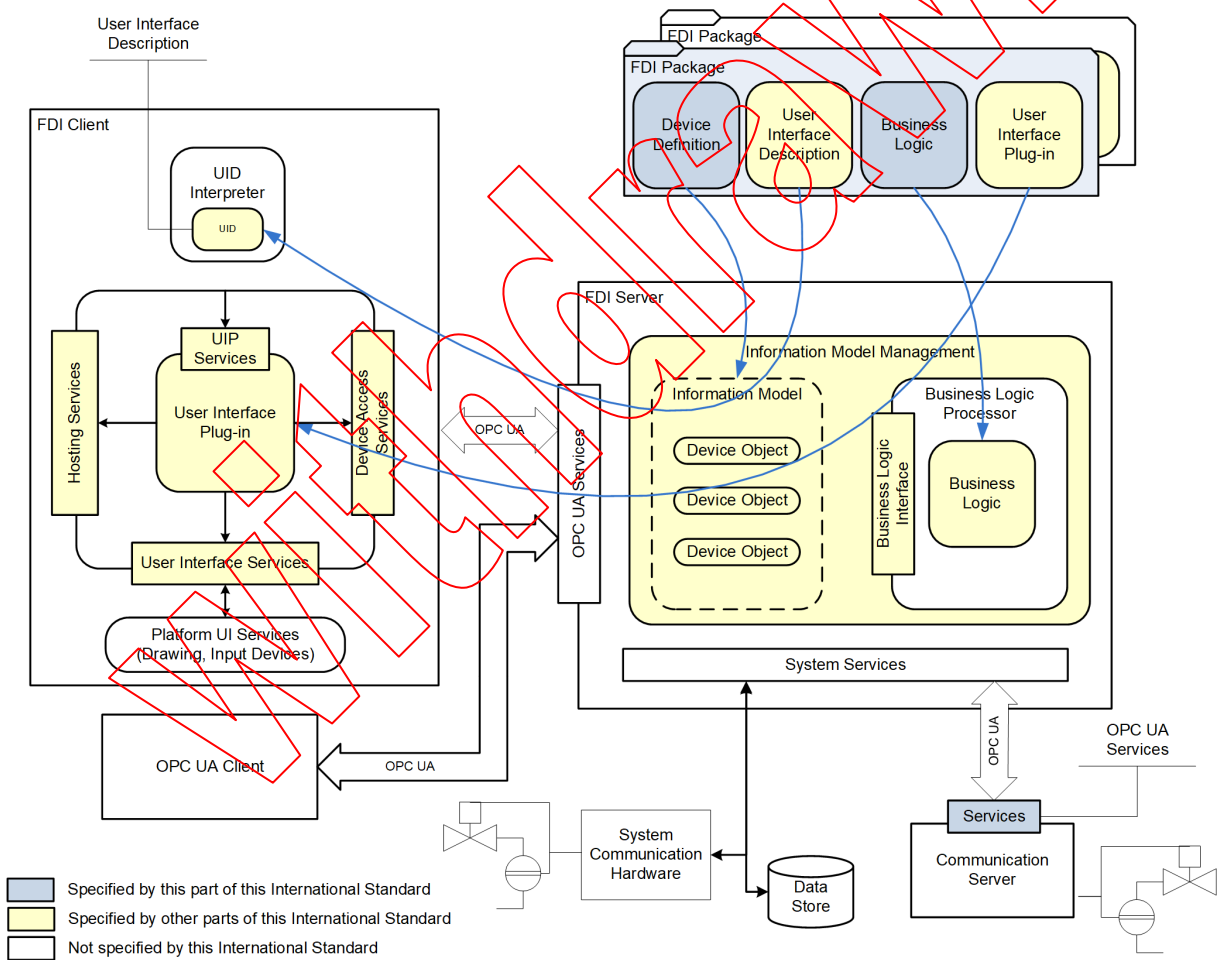 User Interface
Description
FDI Package
FDI Package
Device
Definition
User
Interface
Description
Business
Logic
User
Interface
Plug-in
FDI Client
UID
Interpreter
UID
UIP
Services
Hosting Services
User Interface
Plug-in
Device Access
Services
User Interface Services
Platform UI Services
(Drawing, Input Devices)
OPC UA
OPC UA Services
FDI Server
Information Model Management
Information Model
Device Object
Device Object
Device Object
Business Logic
Processor
Business Logic
Interface
Business
Logic
System Services
OPC UA Client
OPC UA
OPC UA
OPC UA
Services
Services
Communication
Server
System
Communication
Hardware
Data
Store
Specified by this part of this International Standard
Specified by other parts of this International Standard
Not specified by this International Standard